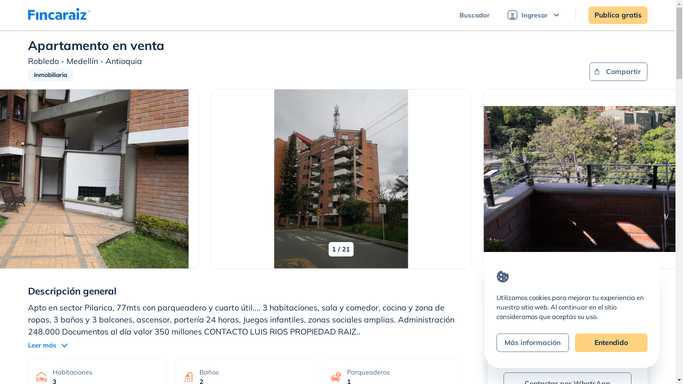 Fincaraiz
Buscador
Ingresar
Publica gratis
Apartamento en venta
Robledo - Medellín - Antioquia
Inmobiliaria
Compartir
1 / 21
Descripción general
Apto en sector Pilarica, 77mts con parqueadero y cuarto útil.... 3 habitaciones, sala y comedor, cocina y zona de
ropas, 3 baños y 3 balcones, ascensor, portería 24 horas, Juegos infantiles, zonas sociales amplias. Administración
248.000 Documentos al día valor 350 millones CONTACTO LUIS RIOS PROPIEDAD RAIZ..
Leer más
Habitaciones
3
Baños
2
Parqueaderos
1
Utilizamos cookies para mejorar tu experiencia en
nuestro sitio web. Al continuar en el sitio
consideramos que aceptas su uso.
Más información
Entendido
Contactar por WhatsApp